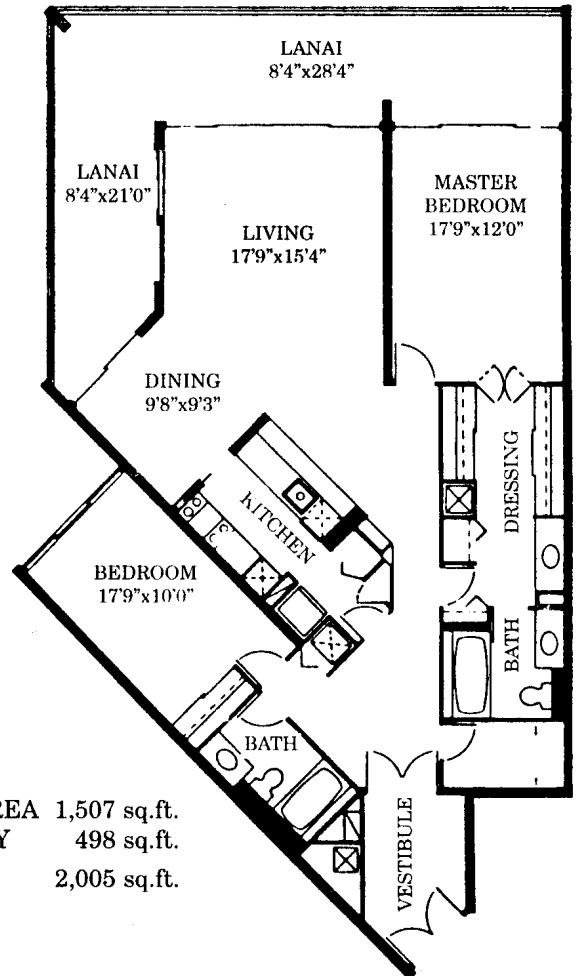 LANAI
8'4"x28'4"
LANAI
8'4"x21'0"
MASTER
BEDROOM
17'9"x12'0"
LIVING
17'9"x15'4"
DINING
9'8"x9'3"
DRESSING
KITCHEN
BEDROOM
17'9"x10'0"
BATH
BATH
VESTIBULE
REA 1,507 sq.ft.
Y 498 sq.ft.
2,005 sq.ft.